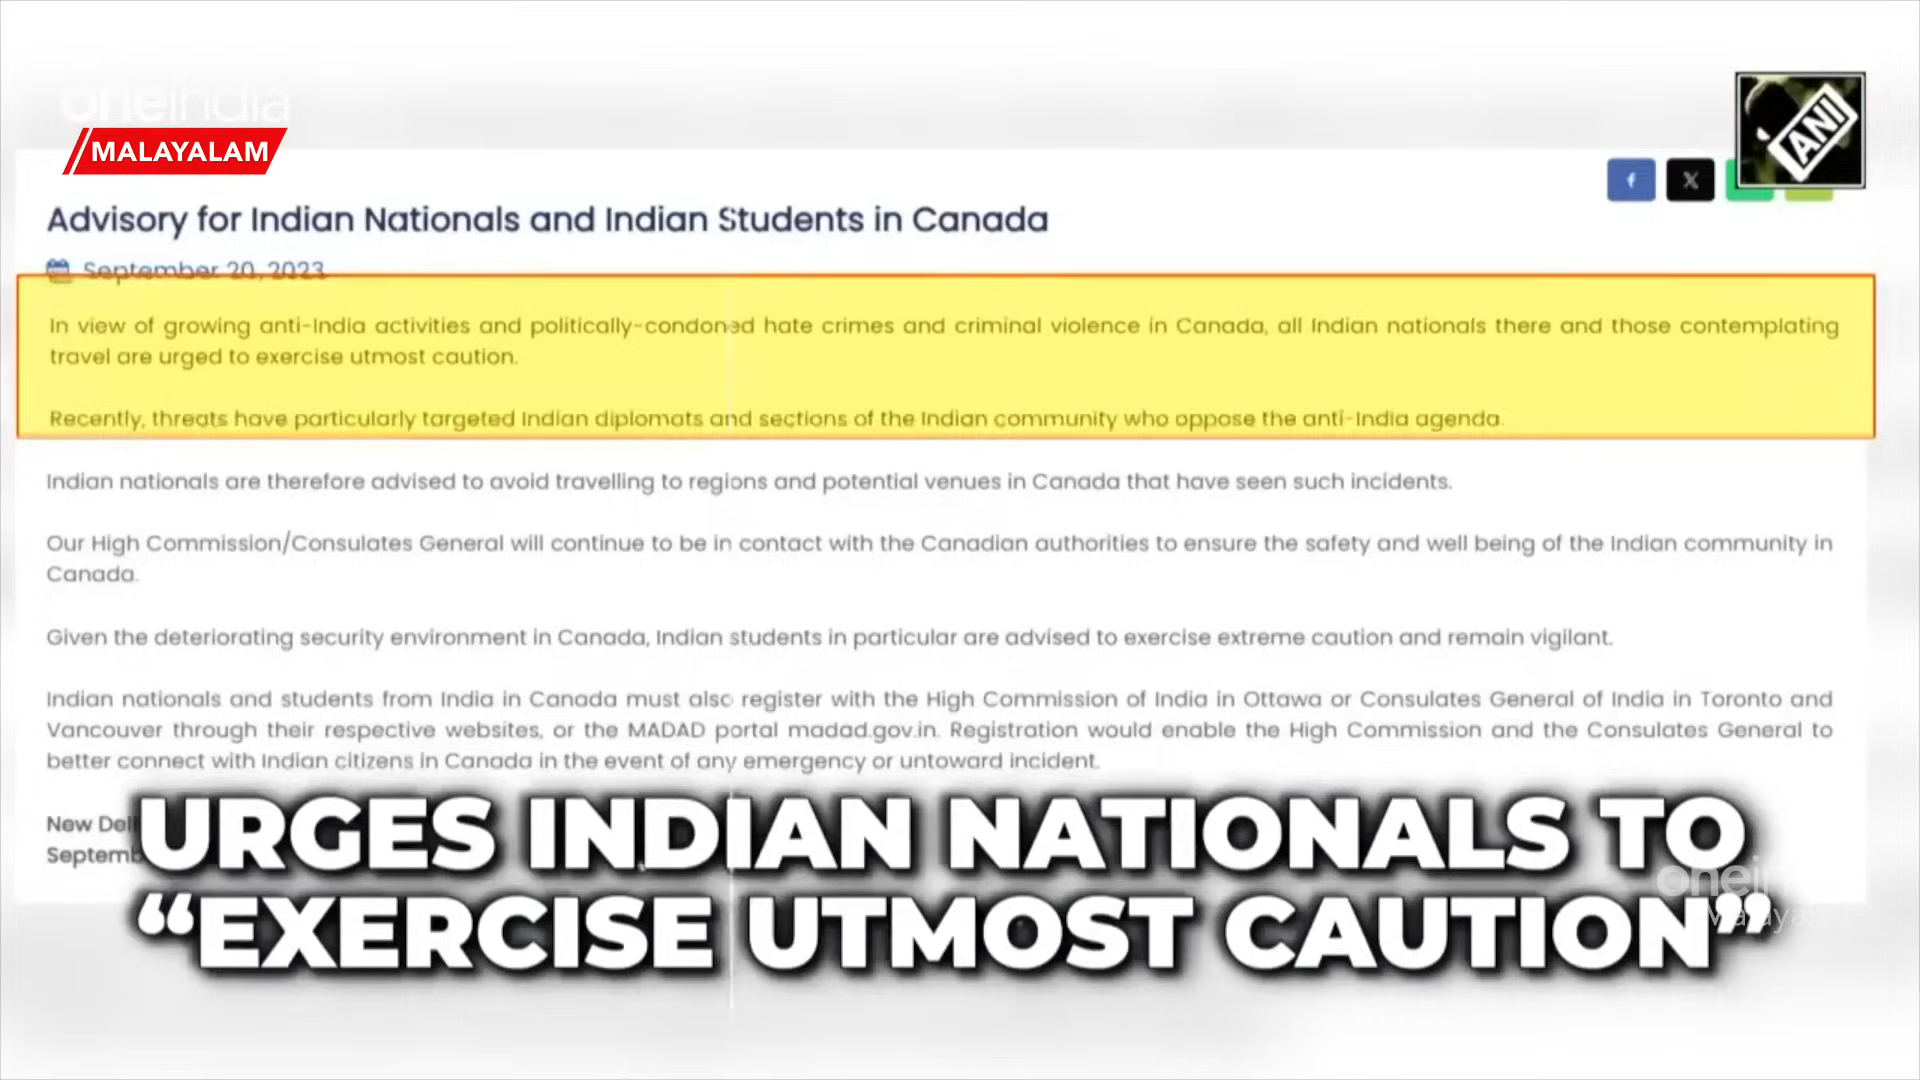 oneindia
MALAYALAM
ANI
Advisory for Indian Nationals and Indian Students in Canada
September 20, 2023
In view of growing anti-India activities and politically-condoned hate crimes and criminal violence in Canada, all Indian nationals there and those contemplating
travel are urged to exercise utmost caution.
Recently, threats have particularly targeted Indian diplomats and sections of the Indian community who oppose the anti-India agenda.
Indian nationals are therefore advised to avoid travelling to regions and potential venues in Canada that have seen such incidents.
Our High Commission/Consulates General will continue to be in contact with the Canadian authorities to ensure the safety and well being of the Indian community in
Canada.
Given the deteriorating security environment in Canada, Indian students in particular are advised to exercise extreme caution and remain vigilant.
Indian nationals and students from India in Canada must also register with the High Commission of India in Ottawa or Consulates General of India in Toronto and
Vancouver through their respective websites, or the MADAD portal madad.gov.in. Registration would enable the High Commission and the Consulates General to
better connect with Indian citizens in Canada in the event of any emergency or untoward incident.
New
URGES INDIAN NATIONALS TO
“EXERCISE UTMOST CAUTION”